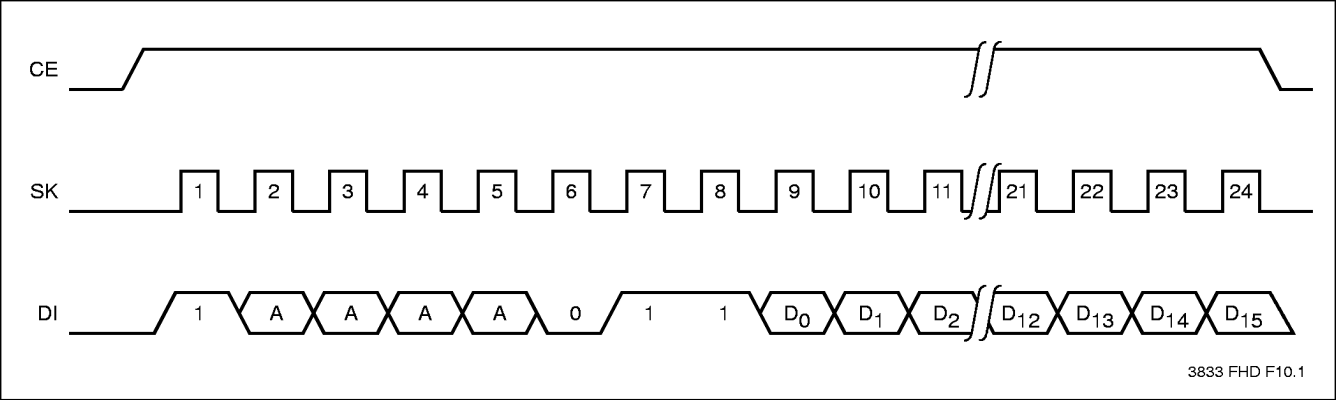 CE
SK 1 2 3 4 5 6 7 8 9 10 11 21 22 23 24
DI 1 A A A A 0 1 1 D0 D1 D2 D12 D13 D14 D15
3833 FHD F10.1